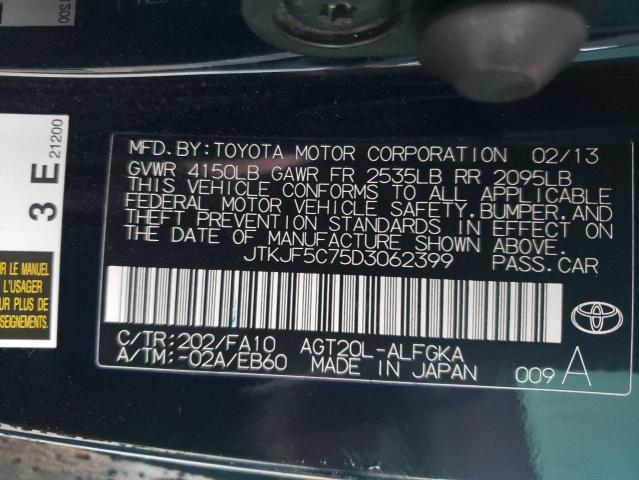 MFD.BY:TOYOTA MOTOR CORPORATION 02/13
GVWR 4150LB GAWR FR 2535LB RR 2095LB
THIS VEHICLE CONFORMS TO ALL APPLICABLE
FEDERAL MOTOR VEHICLE SAFETY,BUMPER,AND
THEFT PREVENTION STANDARDS IN EFFECT ON
THE DATE OF MANUFACTURE SHOWN ABOVE.
JTKJF5C75D3062399 PASS.CAR
C/TR:202/FA10 AGT20L-ALFGKA
A/TM:-02A/EB60 MADE IN JAPAN 009 A
TOYOTA
3 E
21200
LE MANUEL
L'USAGER
POUR PLUS